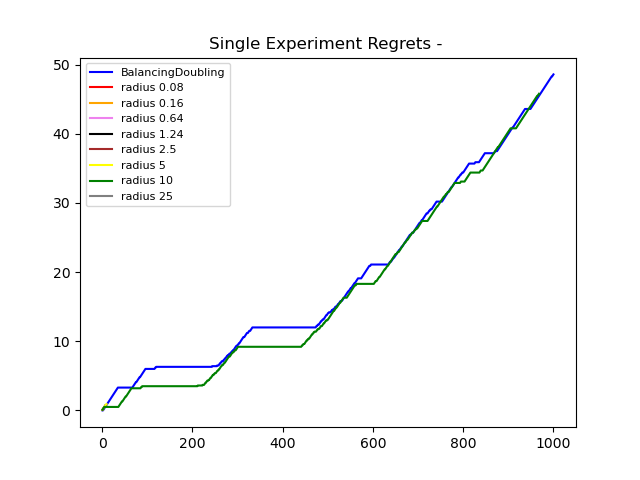 Single Experiment Regrets -
BalancingDoubling
radius 0.08
radius 0.16
radius 0.64
radius 1.24
radius 2.5
radius 5
radius 10
radius 25
50
40
30
20
10
0
0 200 400 600 800 1000